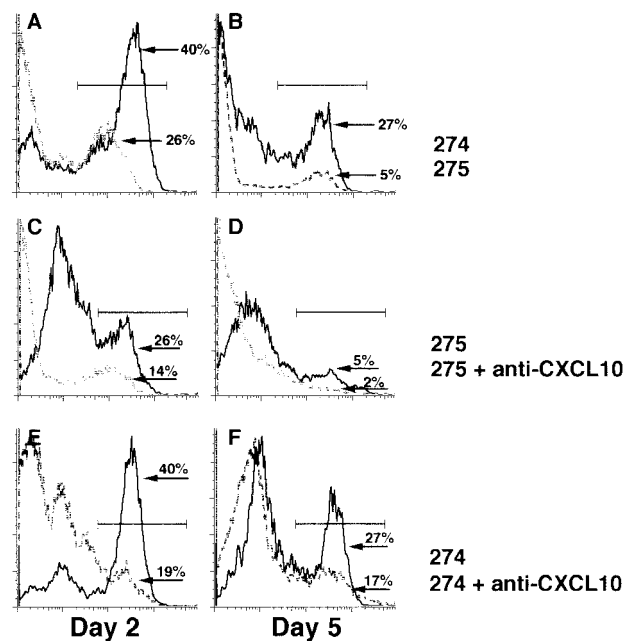 A
40%
26%
B
27%
5%
274
275
C
26%
14%
D
5%
2%
275
275 + anti-CXCL10
E
40%
19%
F
27%
17%
274
274 + anti-CXCL10
Day 2
Day 5